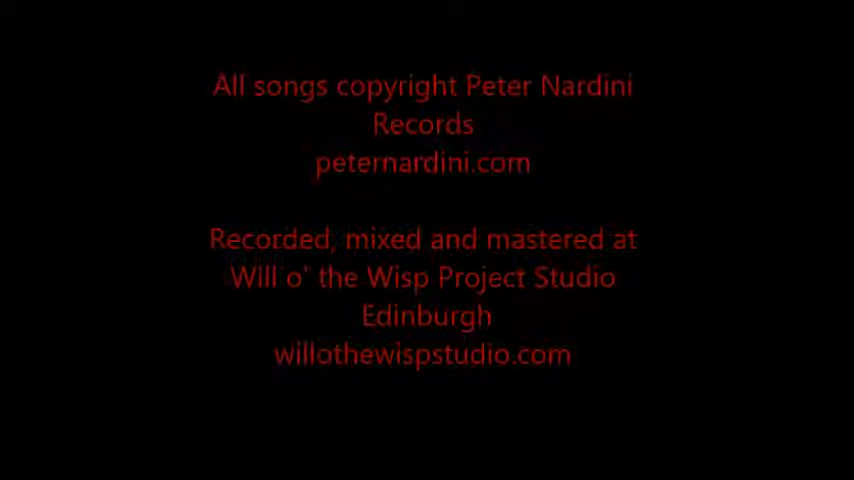 All songs copyright Peter Nardini
Records
peternardini.com
Recorded, mixed and mastered at
Will o' the Wisp Project Studio
Edinburgh
willothewispstudio.com